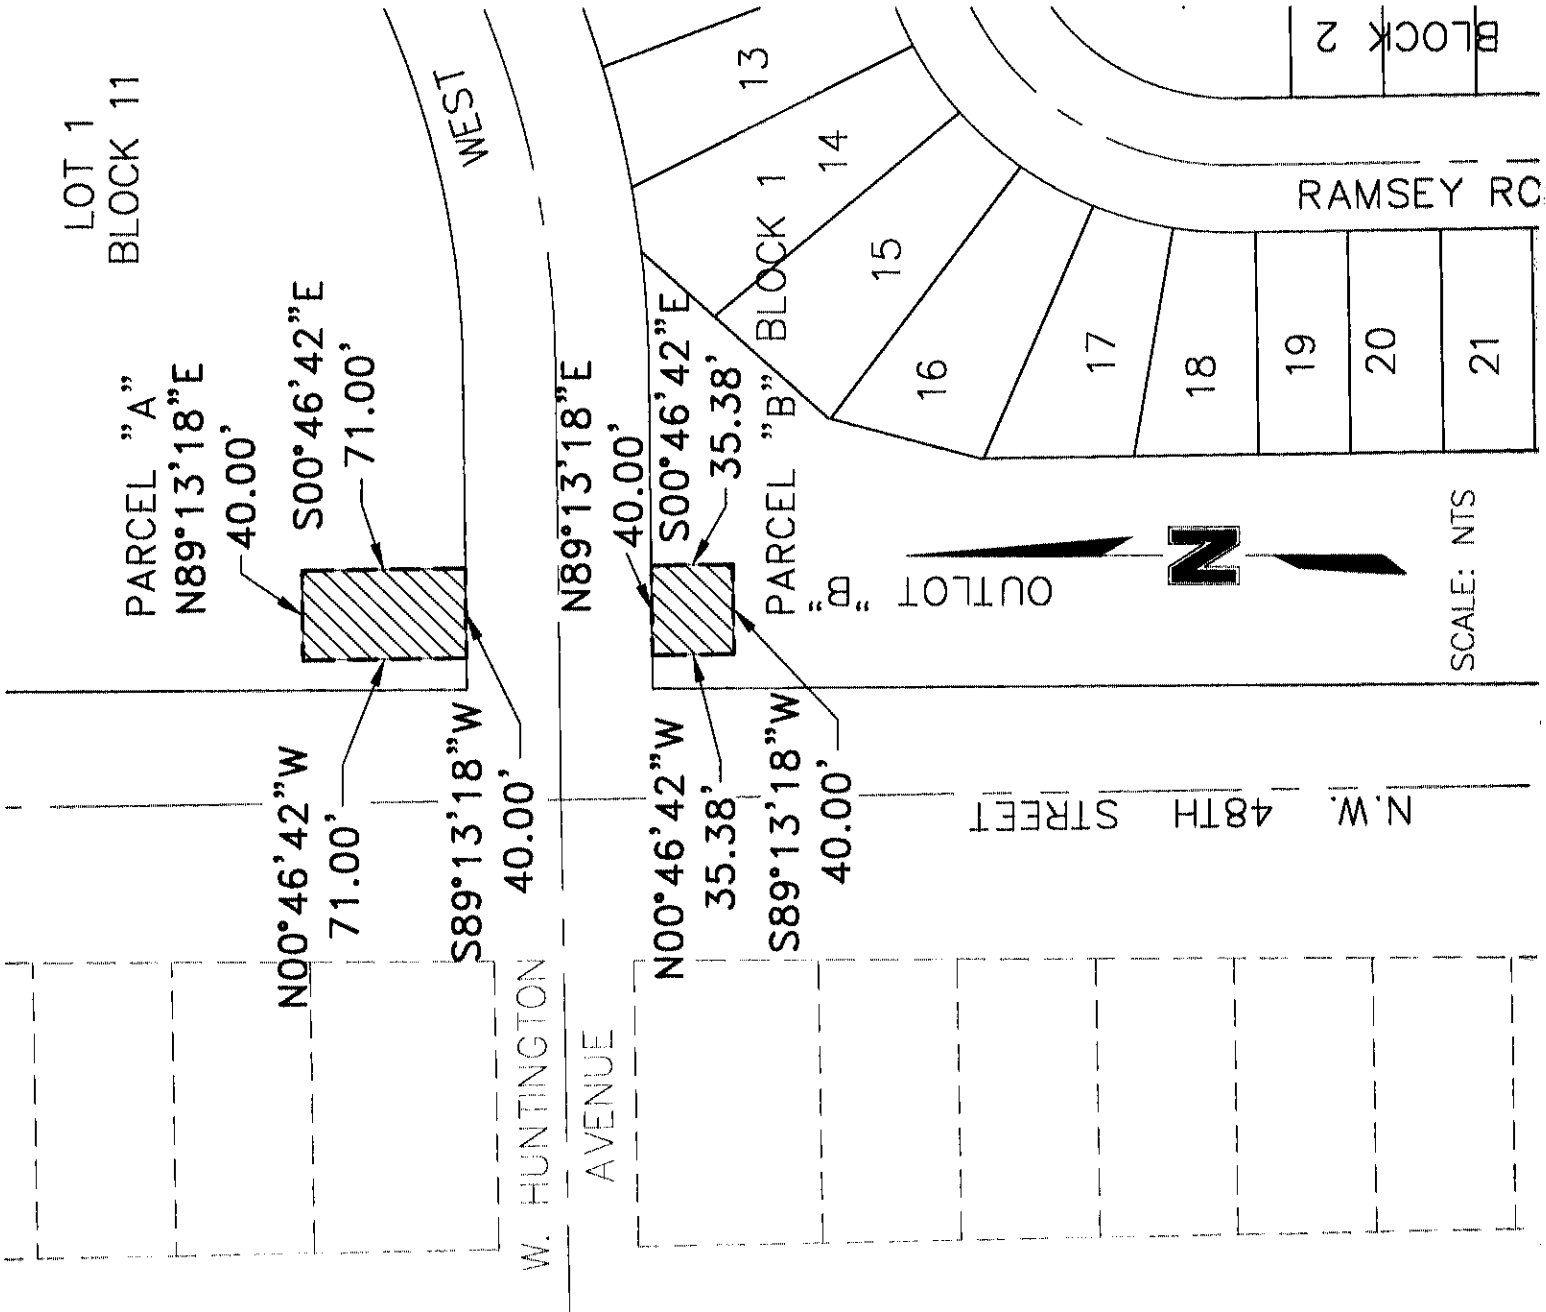 LOT 1
BLOCK 11
WEST
PARCEL "A"
N89°13'18"E
40.00'
S00°46'42"E
71.00'
N00°46'42"W
71.00'
S89°13'18"W
40.00'
N89°13'18"E
40.00'
S00°46'42"E
35.38'
PARCEL "B"
N00°46'42"W
35.38'
S89°13'18"W
40.00'
BLOCK 1
13
14
15
16
17
18
19
20
21
BLOCK 2
RAMSEY RO
OUTLOT "B"
N
SCALE: NTS
N.W. 48TH STREET
W. HUNTINGTON
AVENUE